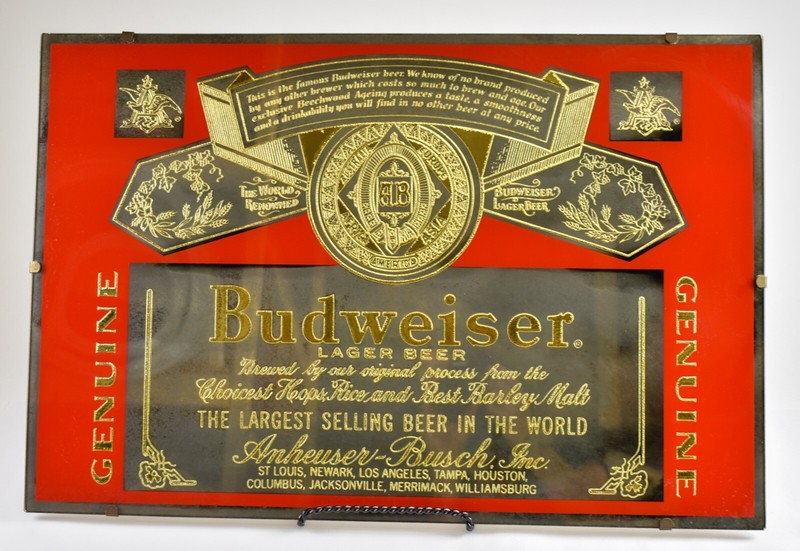 This is the famous Budweiser beer. We know of no brand produced
by any other brewer which costs so much to brew and age. Our
exclusive Beechwood Ageing produces a taste, a smoothness
and a drinkability you will find in no other beer at any price.
THE WORLD
RENOWNED
BUDWEISER
LAGER BEER
AB
AMERICA
GENUINE
GENUINE
Budweiser®
LAGER BEER
Brewed by our original process from the
Choicest Hops, Rice and Best Barley Malt
THE LARGEST SELLING BEER IN THE WORLD
Anheuser-Busch, Inc.
ST LOUIS, NEWARK, LOS ANGELES, TAMPA, HOUSTON,
COLUMBUS, JACKSONVILLE, MERRIMACK, WILLIAMSBURG